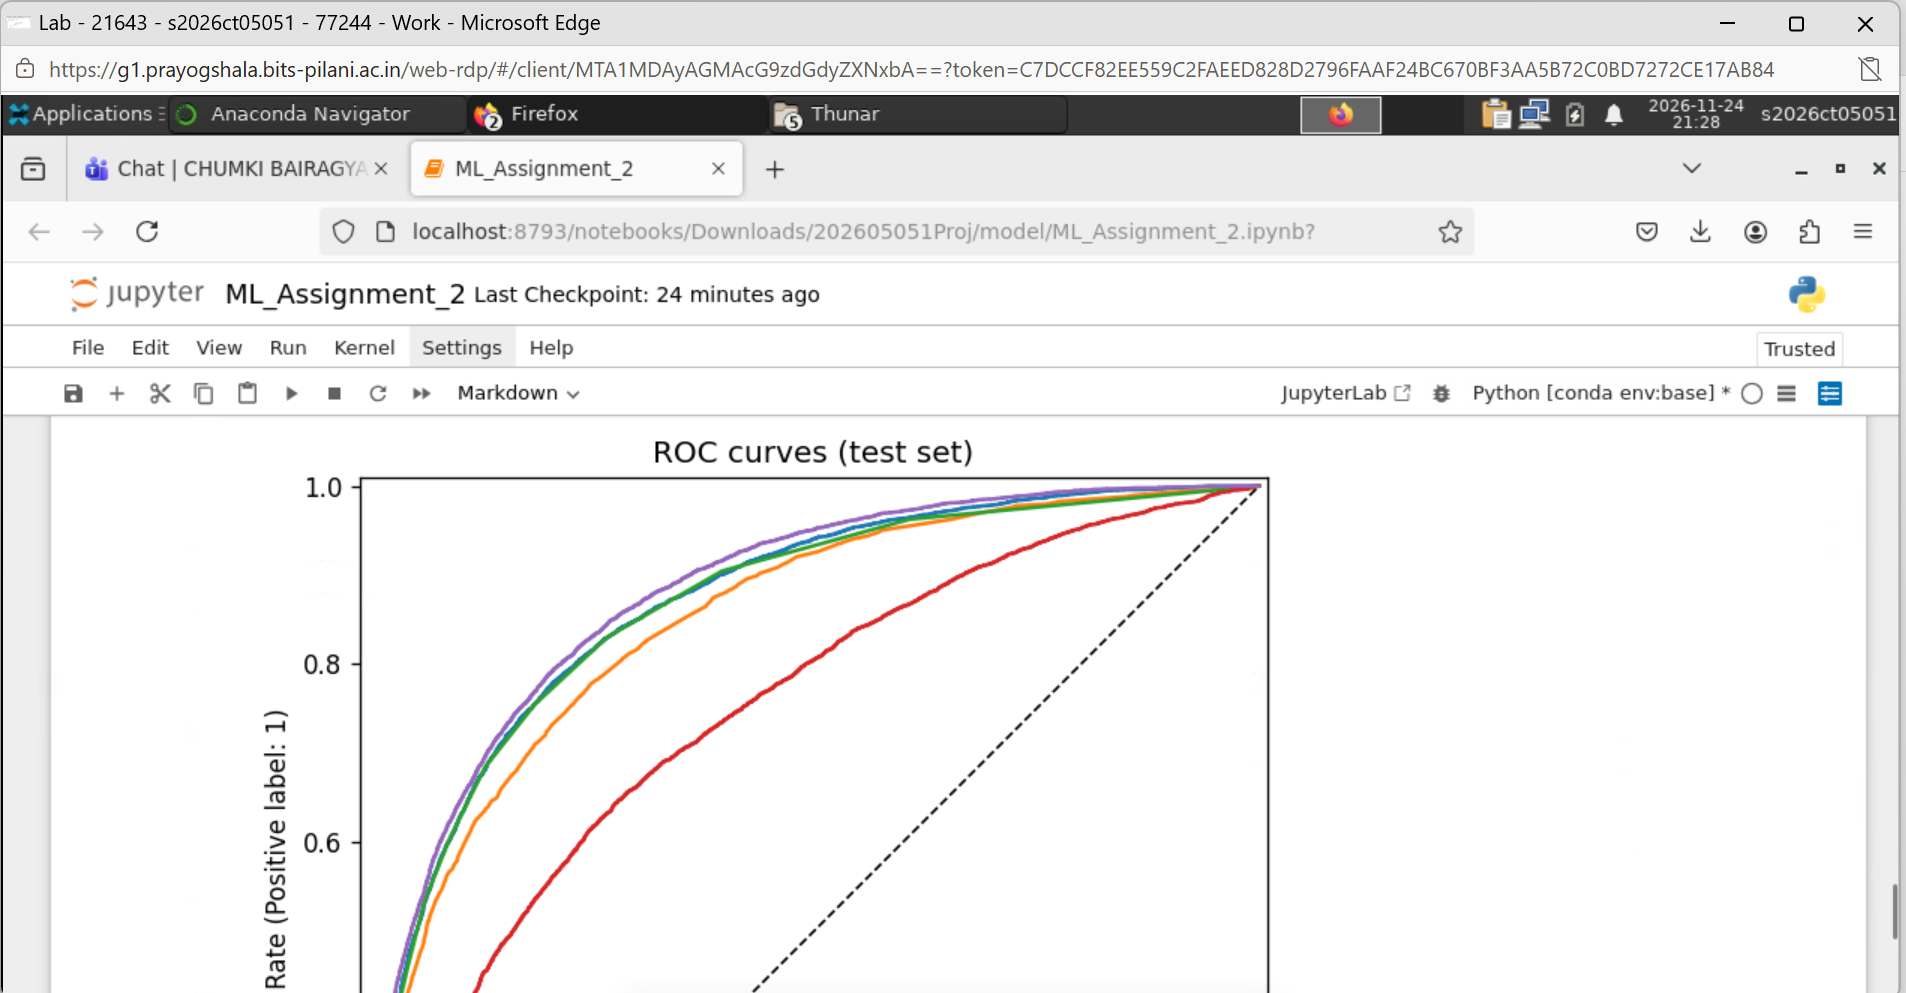 Lab - 21643 - s2026ct05051 - 77244 - Work - Microsoft Edge
https://g1.prayogshala.bits-pilani.ac.in/web-rdp/#/client/MTA1MDAyAGMAcG9zdGdyZXNxbA==?token=C7DCCF82EE559C2FAEED828D2796FAAF24BC670BF3AA5B72C0BD7272CE17AB84
Applications Anaconda Navigator 2 Firefox 5 Thunar 2026-11-24 21:28 s2026ct05051
Chat | CHUMKI BAIRAGYA ML_Assignment_2
localhost:8793/notebooks/Downloads/202605051Proj/model/ML_Assignment_2.ipynb?
jupyter ML_Assignment_2 Last Checkpoint: 24 minutes ago
File Edit View Run Kernel Settings Help Trusted
Markdown JupyterLab Python [conda env:base] *
ROC curves (test set)
1.0
0.8
0.6
Rate (Positive label: 1)